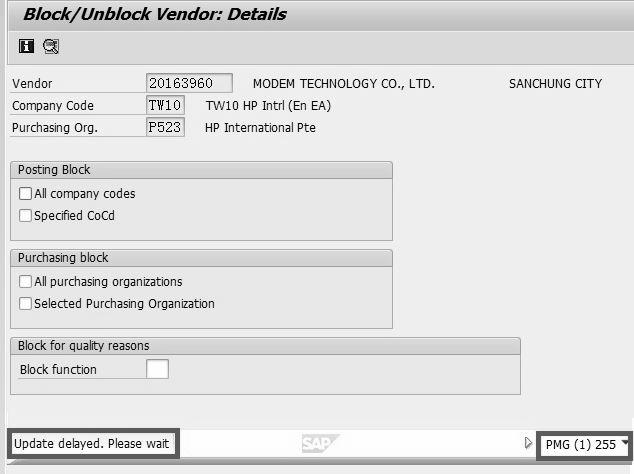 Block/Unblock Vendor: Details
Vendor 20163960 MODEM TECHNOLOGY CO., LTD. SANCHUNG CITY
Company Code TW10 TW10 HP Intrl (En EA)
Purchasing Org. P523 HP International Pte
Posting Block
All company codes
Specified CoCd
Purchasing block
All purchasing organizations
Selected Purchasing Organization
Block for quality reasons
Block function
Update delayed. Please wait SAP PMG (1) 255